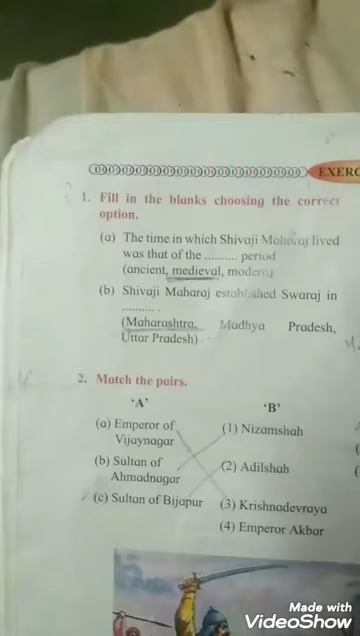 EXERC
1. Fill in the blanks choosing the correct
option.
(a) The time in which Shivaji Maharaj lived
was that of the .......... period
(ancient, medieval, modern)
(b) Shivaji Maharaj established Swaraj in
.......... .
(Maharashtra, Madhya Pradesh,
Uttar Pradesh)
2. Match the pairs.
'A' 'B'
(a) Emperor of
Vijaynagar
(1) Nizamshah
(b) Sultan of
Ahmadnagar
(2) Adilshah
(c) Sultan of Bijapur (3) Krishnadevraya
(4) Emperor Akbar
Made with
VideoShow